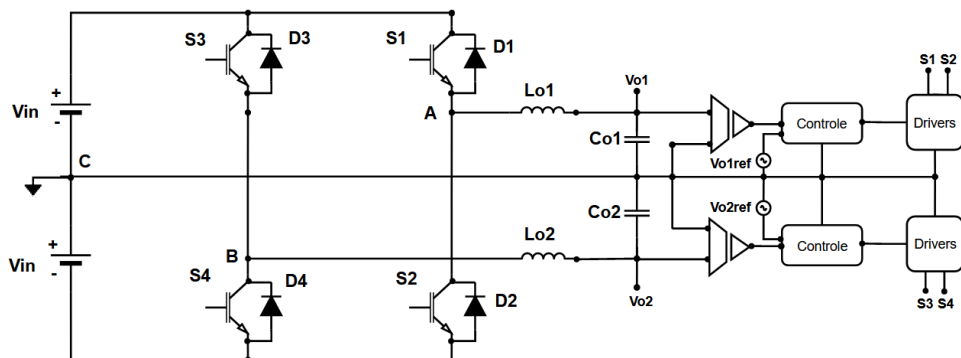 S3
D3
S1
D1
S1 S2
Vin
+
-
A
Lo1
Vo1
Co1
Controle
Drivers
Vo1ref
C
Vo2ref
Co2
Vin
+
-
B
Lo2
Controle
Drivers
S4
D4
S2
D2
Vo2
S3 S4